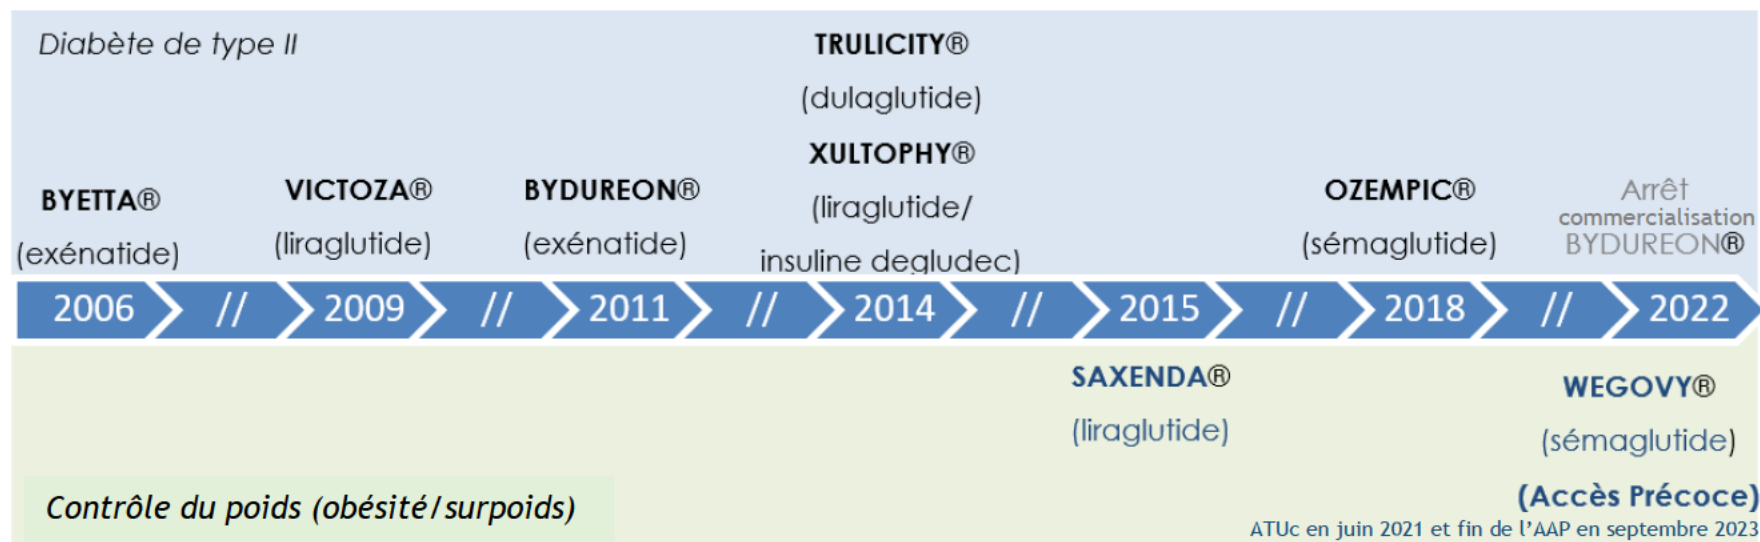 Diabète de type II
BYETTA®
(exénatide)
VICTOZA®
(liraglutide)
BYDUREON®
(exénatide)
TRULICITY®
(dulaglutide)
XULTOPHY®
(liraglutide/
insuline degludec)
OZEMPIC®
(sémaglutide)
Arrêt
commercialisation
BYDUREON®
2006 // 2009 // 2011 // 2014 // 2015 // 2018 // 2022
SAXENDA®
(liraglutide)
WEGOVY®
(sémaglutide)
(Accès Précoce)
ATUc en juin 2021 et fin de l’AAP en septembre 2023
Contrôle du poids (obésité/surpoids)